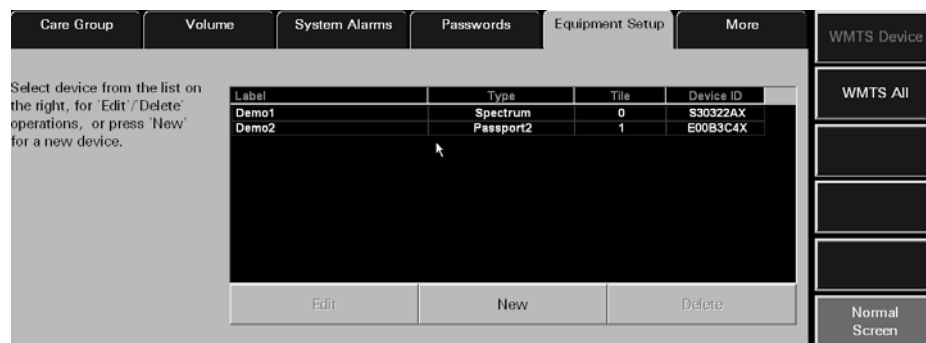 Care Group Volume System Alarms Passwords Equipment Setup More
WMTS Device
WMTS All
Select device from the list on
the right, for 'Edit'/'Delete'
operations, or press 'New'
for a new device.
Label Type Tile Device ID
Demo1 Spectrum 0 S30322AX
Demo2 Passport2 1 E00B3C4X
Edit New Delete
Normal
Screen